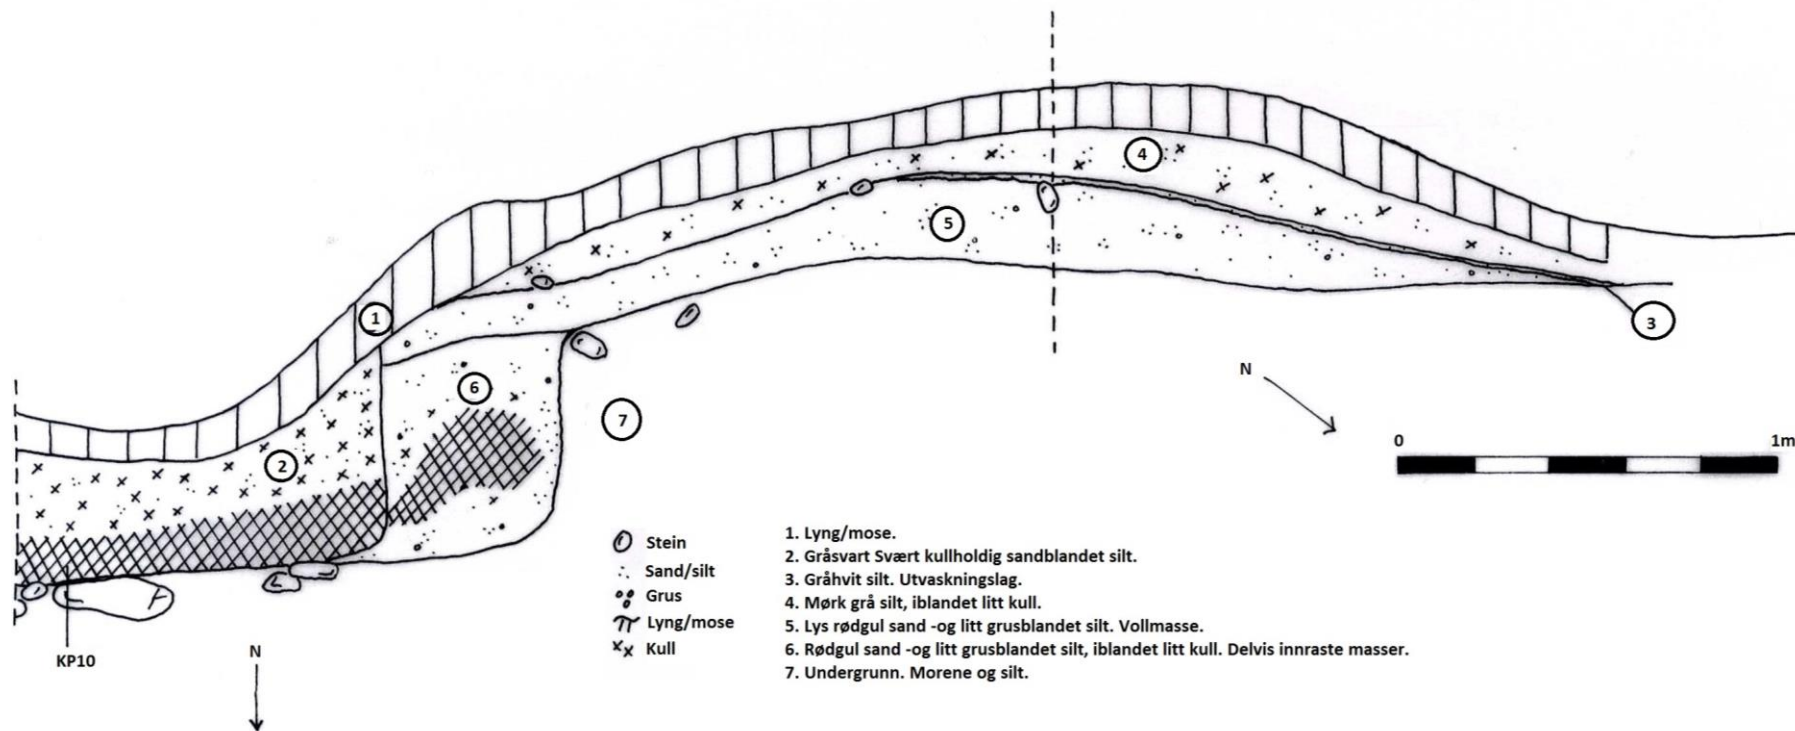 4
5
1
3
6
N
7
2
0 1m
Stein
Sand/silt
Grus
Lyng/mose
Kull
1. Lyng/mose.
2. Gråsvart Svært kullholdig sandblandet silt.
3. Gråhvit silt. Utvaskningslag.
4. Mørk grå silt, iblandet litt kull.
5. Lys rødgul sand -og litt grusblandet silt. Vollmasse.
6. Rødgul sand -og litt grusblandet silt, iblandet litt kull. Delvis innraste masser.
7. Undergrunn. Morene og silt.
KP10
N